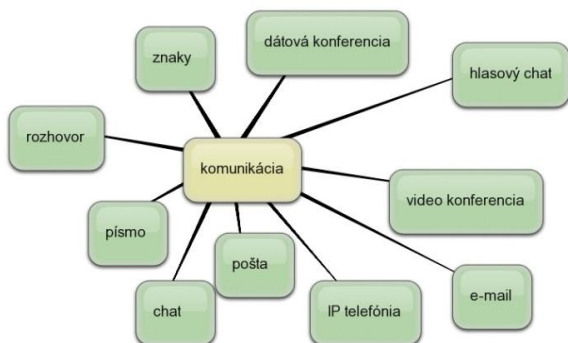 dátová konferencia
znaky
hlasový chat
rozhovor
komunikácia
video konferencia
písmo
pošta
e-mail
chat
IP telefónia